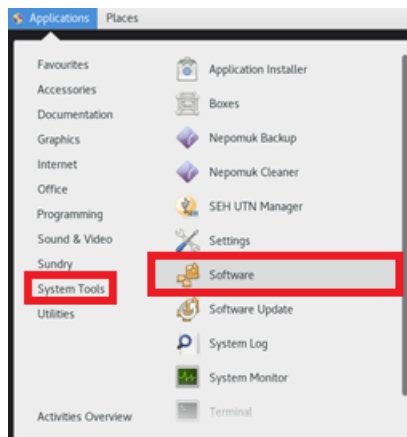 Applications Places
Favourites
Accessories
Documentation
Graphics
Internet
Office
Programming
Sound & Video
Sundry
System Tools
Utilities
Activities Overview
Application Installer
Boxes
Nepomuk Backup
Nepomuk Cleaner
SEH UTN Manager
Settings
Software
Software Update
System Log
System Monitor
Terminal